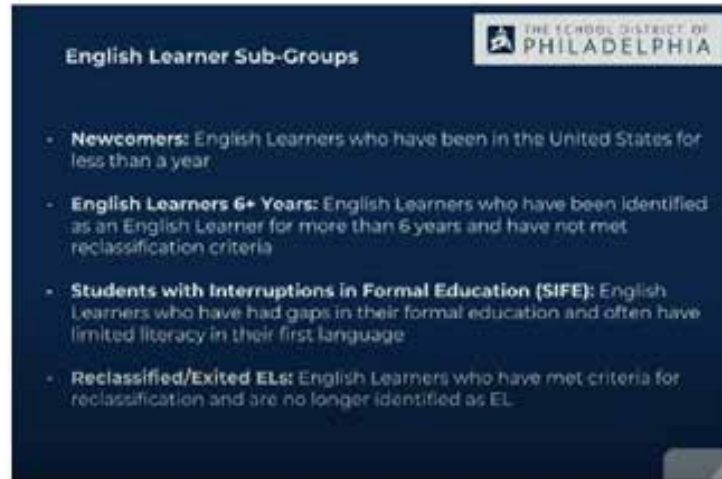 English Learner Sub-Groups
THE SCHOOL DISTRICT OF
PHILADELPHIA
- Newcomers: English Learners who have been in the United States for
less than a year
- English Learners 6+ Years: English Learners who have been identified
as an English Learner for more than 6 years and have not met
reclassification criteria
- Students with Interruptions in Formal Education (SIFE): English
Learners who have had gaps in their formal education and often have
limited literacy in their first language
- Reclassified/Exited ELs: English Learners who have met criteria for
reclassification and are no longer identified as EL